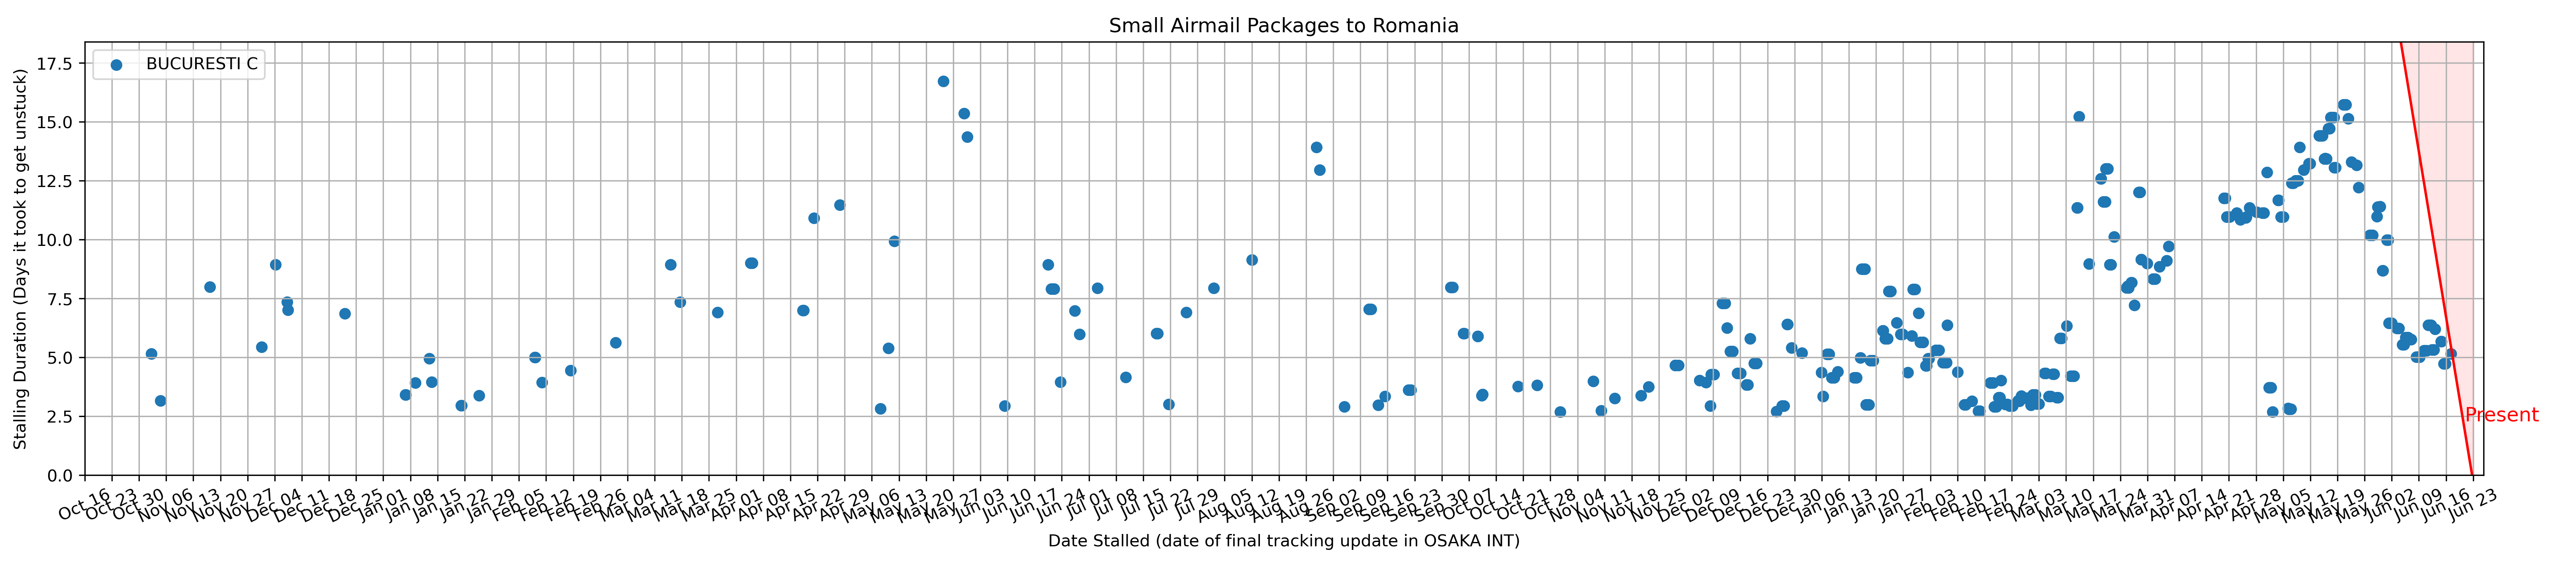 Small Airmail Packages to Romania
BUCURESTI C
Stalling Duration (Days it took to get unstuck)
17.5
15.0
12.5
10.0
7.5
5.0
2.5
0.0
Present
Oct 16
Oct 23
Oct 30
Nov 06
Nov 13
Nov 20
Nov 27
Dec 04
Dec 11
Dec 18
Dec 25
Jan 01
Jan 08
Jan 15
Jan 22
Jan 29
Feb 05
Feb 12
Feb 19
Feb 26
Mar 04
Mar 11
Mar 18
Mar 25
Apr 01
Apr 08
Apr 15
Apr 22
Apr 29
May 06
May 13
May 20
May 27
Jun 03
Jun 10
Jun 17
Jun 24
Jul 01
Jul 08
Jul 15
Jul 22
Jul 29
Aug 05
Aug 12
Aug 19
Aug 26
Sep 02
Sep 09
Sep 16
Sep 23
Sep 30
Oct 07
Oct 14
Oct 21
Oct 28
Nov 04
Nov 11
Nov 18
Nov 25
Dec 02
Dec 09
Dec 16
Dec 23
Dec 30
Jan 06
Jan 13
Jan 20
Jan 27
Feb 03
Feb 10
Feb 17
Feb 24
Mar 03
Mar 10
Mar 17
Mar 24
Mar 31
Apr 07
Apr 14
Apr 21
Apr 28
May 05
May 12
May 19
May 26
Jun 02
Jun 09
Jun 16
Jun 23
Date Stalled (date of final tracking update in OSAKA INT)